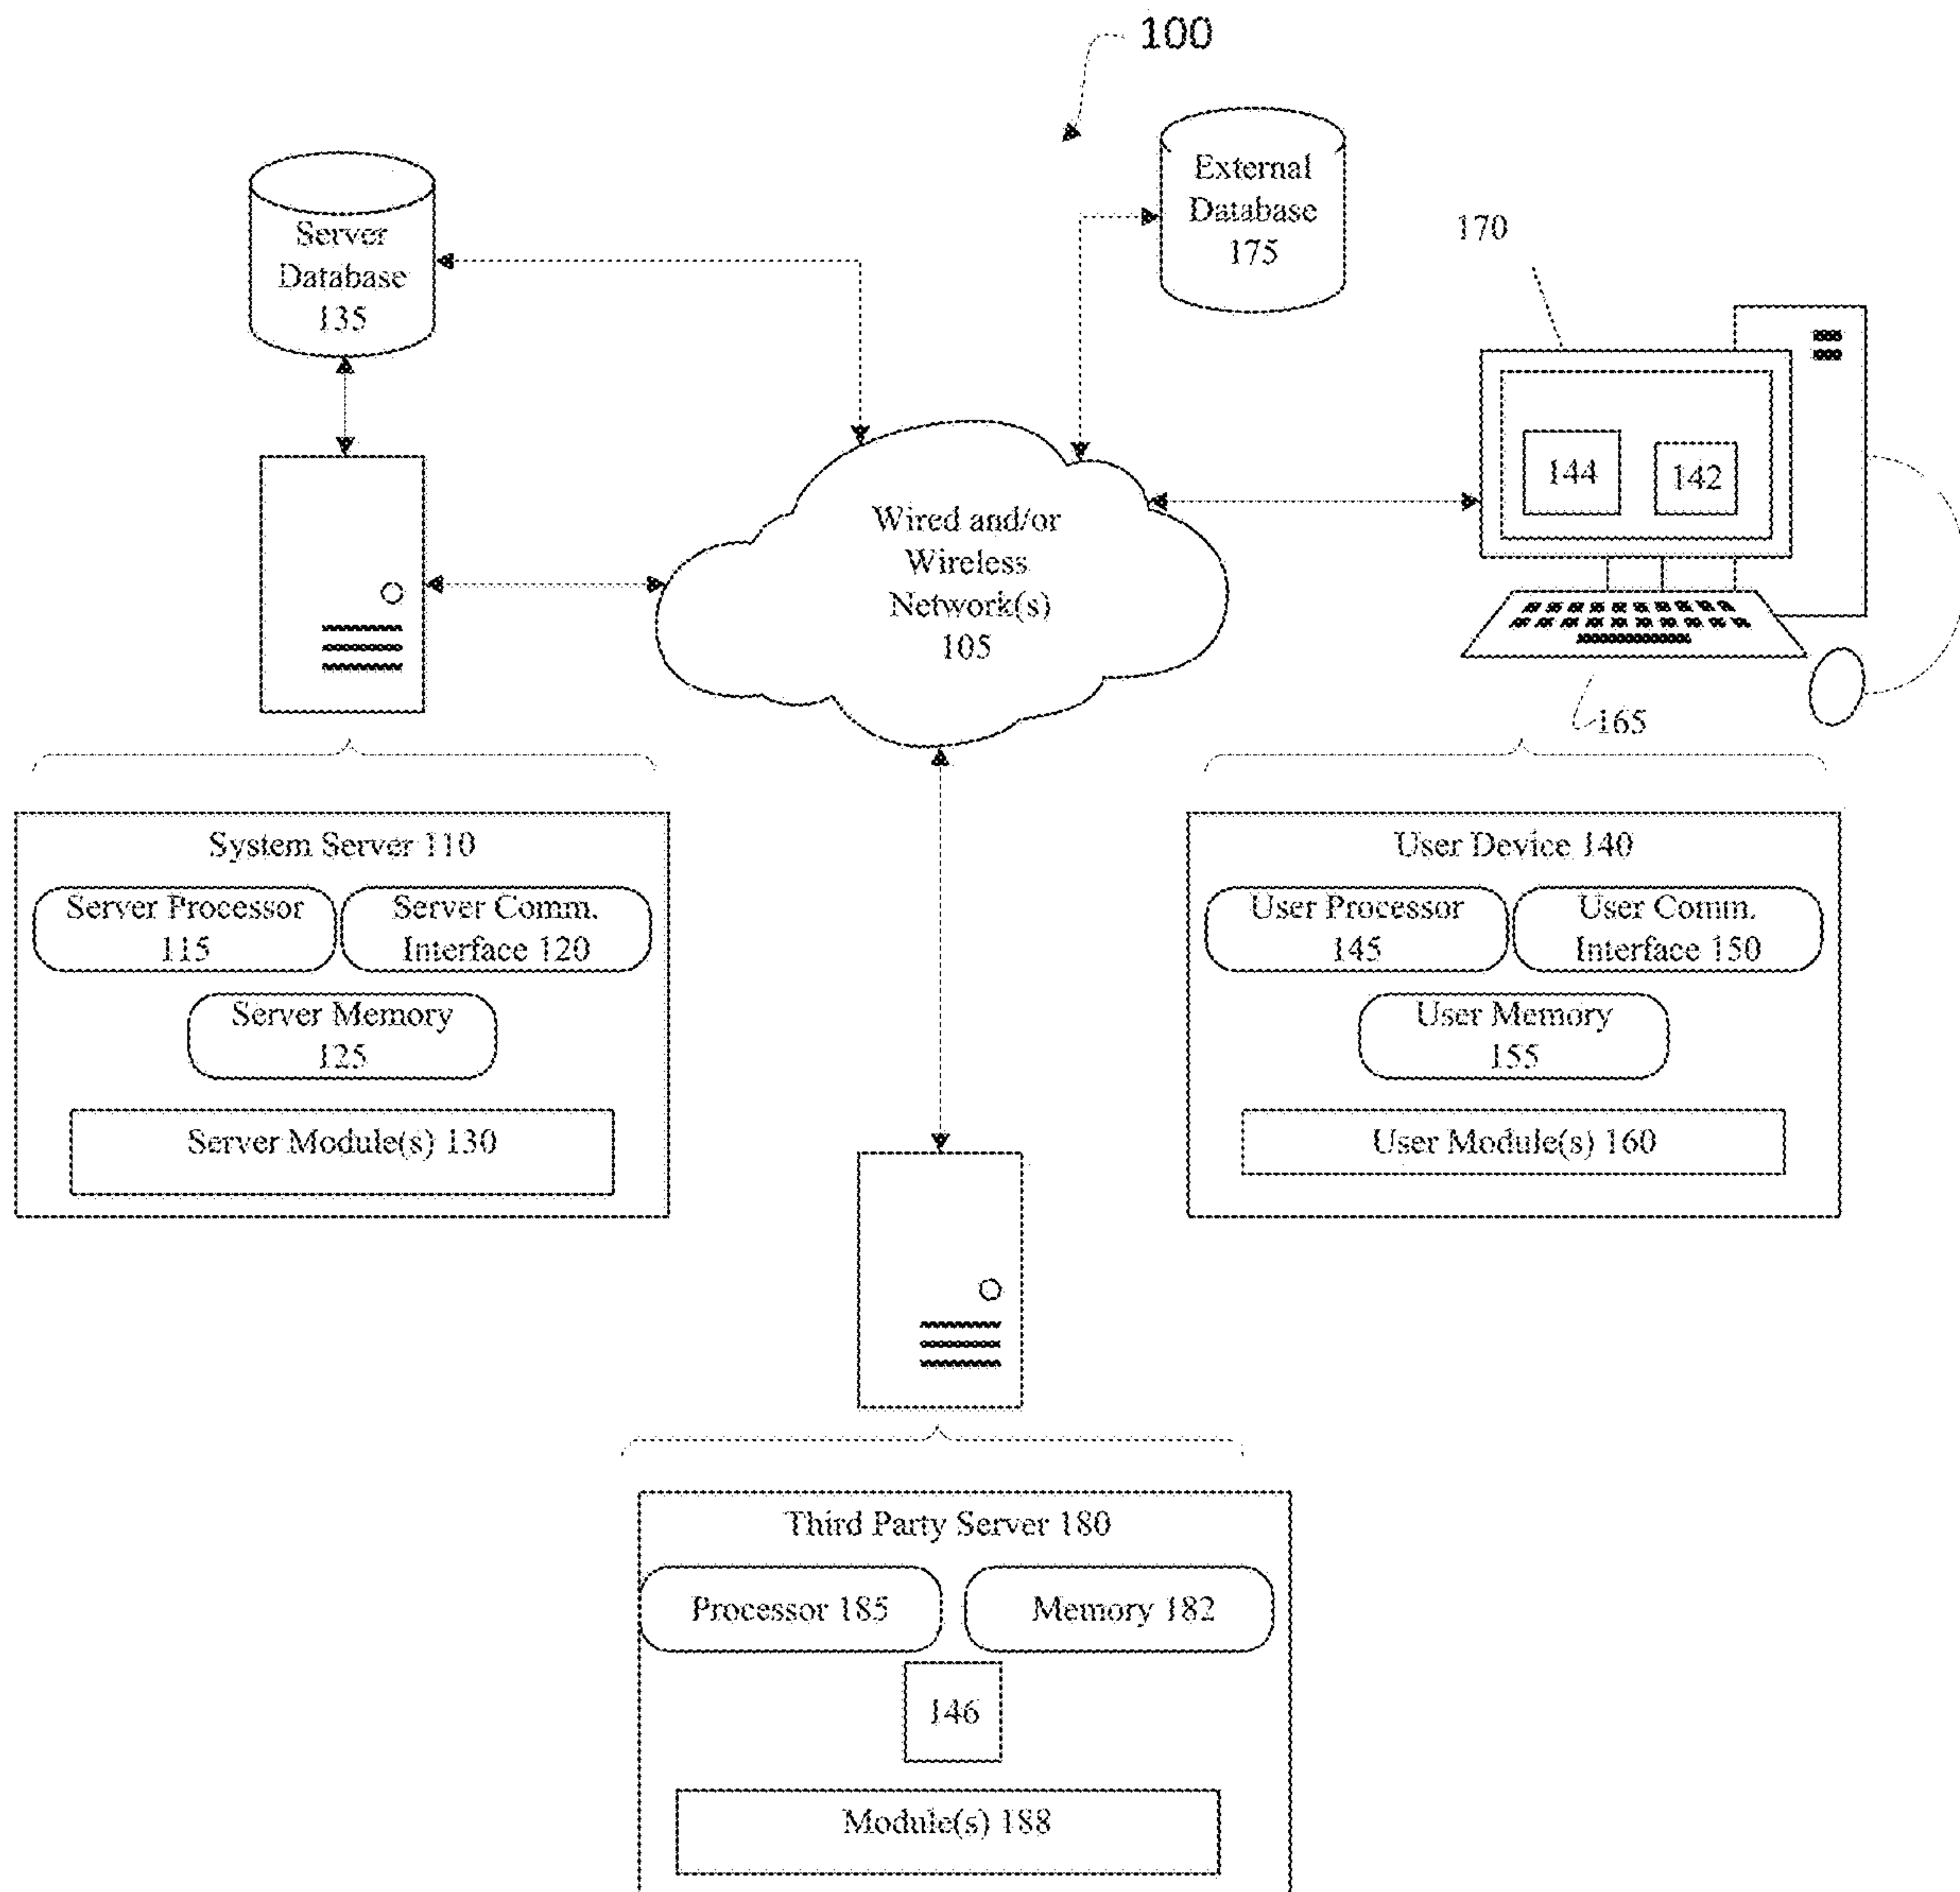 100
External
Database
175
Server
Database
135
170
144
142
Wired and/or
Wireless
Network(s)
105
165
System Server 110
Server Processor
115
Server Comm.
Interface 120
Server Memory
125
Server Module(s) 130
User Device 140
User Processor
145
User Comm.
Interface 150
User Memory
155
User Module(s) 160
Third Party Server 180
Processor 185
Memory 182
146
Module(s) 188